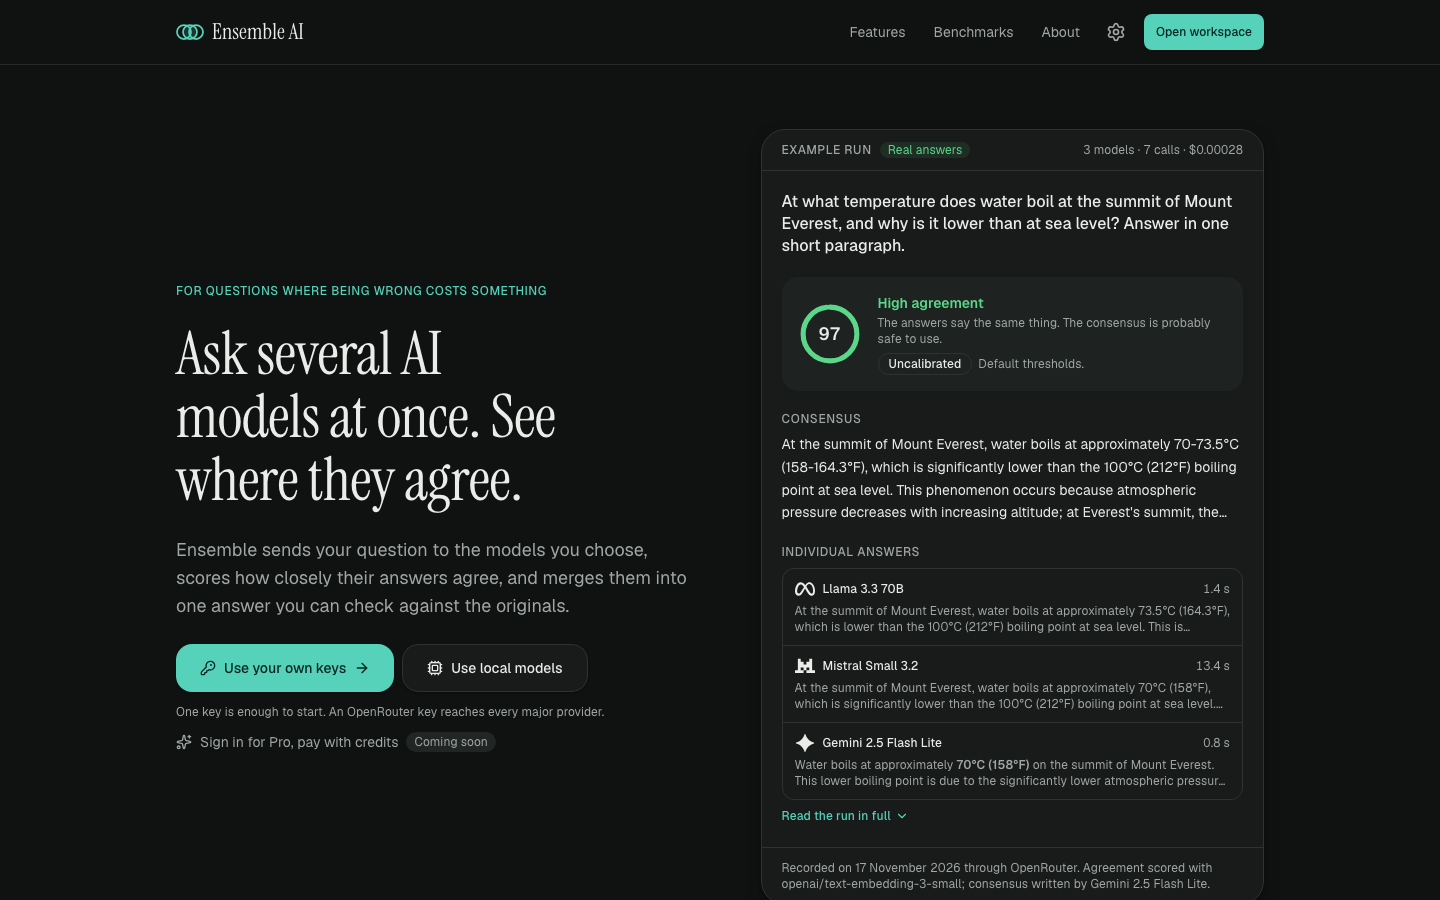 Ensemble AI
Features
Benchmarks
About
Open workspace
FOR QUESTIONS WHERE BEING WRONG COSTS SOMETHING
Ask several AI
models at once. See
where they agree.
Ensemble sends your question to the models you choose,
scores how closely their answers agree, and merges them into
one answer you can check against the originals.
Use your own keys
Use local models
One key is enough to start. An OpenRouter key reaches every major provider.
Sign in for Pro, pay with credits
Coming soon
EXAMPLE RUN
Real answers
3 models · 7 calls · $0.00028
At what temperature does water boil at the summit of Mount
Everest, and why is it lower than at sea level? Answer in one
short paragraph.
97
High agreement
The answers say the same thing. The consensus is probably
safe to use.
Uncalibrated
Default thresholds.
CONSENSUS
At the summit of Mount Everest, water boils at approximately 70-73.5°C
(158-164.3°F), which is significantly lower than the 100°C (212°F) boiling
point at sea level. This phenomenon occurs because atmospheric
pressure decreases with increasing altitude; at Everest's summit, the…
INDIVIDUAL ANSWERS
Llama 3.3 70B
1.4 s
At the summit of Mount Everest, water boils at approximately 73.5°C (164.3°F),
which is lower than the 100°C (212°F) boiling point at sea level. This is…
Mistral Small 3.2
13.4 s
At the summit of Mount Everest, water boils at approximately 70°C (158°F),
which is significantly lower than the 100°C (212°F) boiling point at sea level.…
Gemini 2.5 Flash Lite
0.8 s
Water boils at approximately 70°C (158°F) on the summit of Mount Everest.
This lower boiling point is due to the significantly lower atmospheric pressur…
Read the run in full
Recorded on 17 November 2026 through OpenRouter. Agreement scored with
openai/text-embedding-3-small; consensus written by Gemini 2.5 Flash Lite.